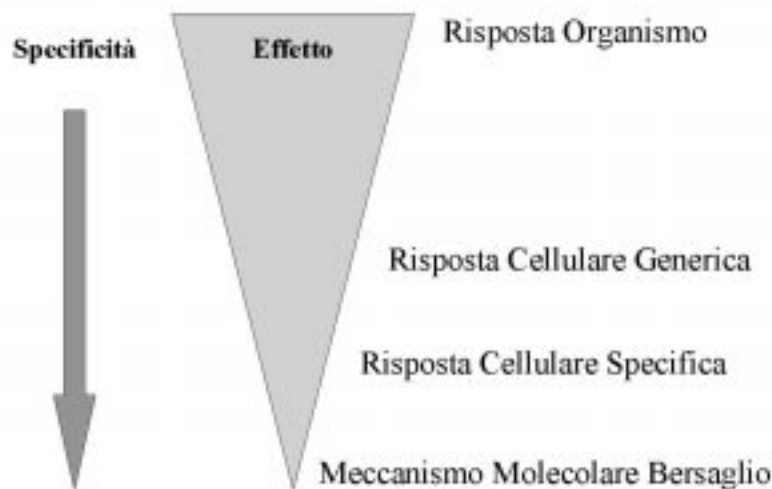 Specificità
Effetto
Risposta Organismo
Risposta Cellulare Generica
Risposta Cellulare Specifica
Meccanismo Molecolare Bersaglio